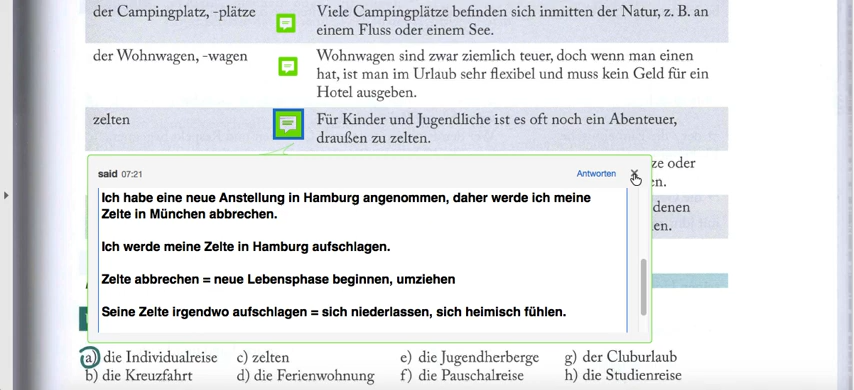 der Campingplatz, -plätze
Viele Campingplätze befinden sich inmitten der Natur, z. B. an
einem Fluss oder einem See.
der Wohnwagen, -wagen
Wohnwagen sind zwar ziemlich teuer, doch wenn man einen
hat, ist man im Urlaub sehr flexibel und muss kein Geld für ein
Hotel ausgeben.
zelten
Für Kinder und Jugendliche ist es oft noch ein Abenteuer,
draußen zu zelten.
said 07:21
Antworten
Ich habe eine neue Anstellung in Hamburg angenommen, daher werde ich meine
Zelte in München abbrechen.
Ich werde meine Zelte in Hamburg aufschlagen.
Zelte abbrechen = neue Lebensphase beginnen, umziehen
Seine Zelte irgendwo aufschlagen = sich niederlassen, sich heimisch fühlen.
oder
a) die Individualreise c) zelten e) die Jugendherberge g) der Cluburlaub
b) die Kreuzfahrt d) die Ferienwohnung f) die Pauschalreise h) die Studienreise